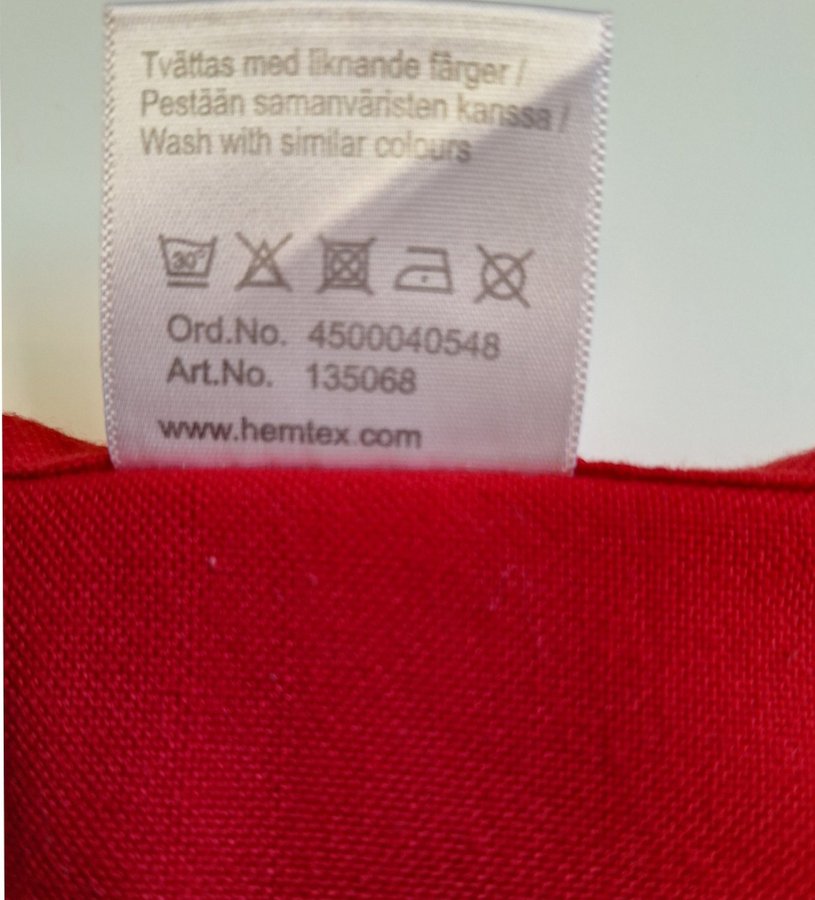 Tvättas med liknande färger /
Pestään samanväristen kanssa /
Wash with similar colours
30°
Ord.No. 4500040548
Art.No. 135068
www.hemtex.com